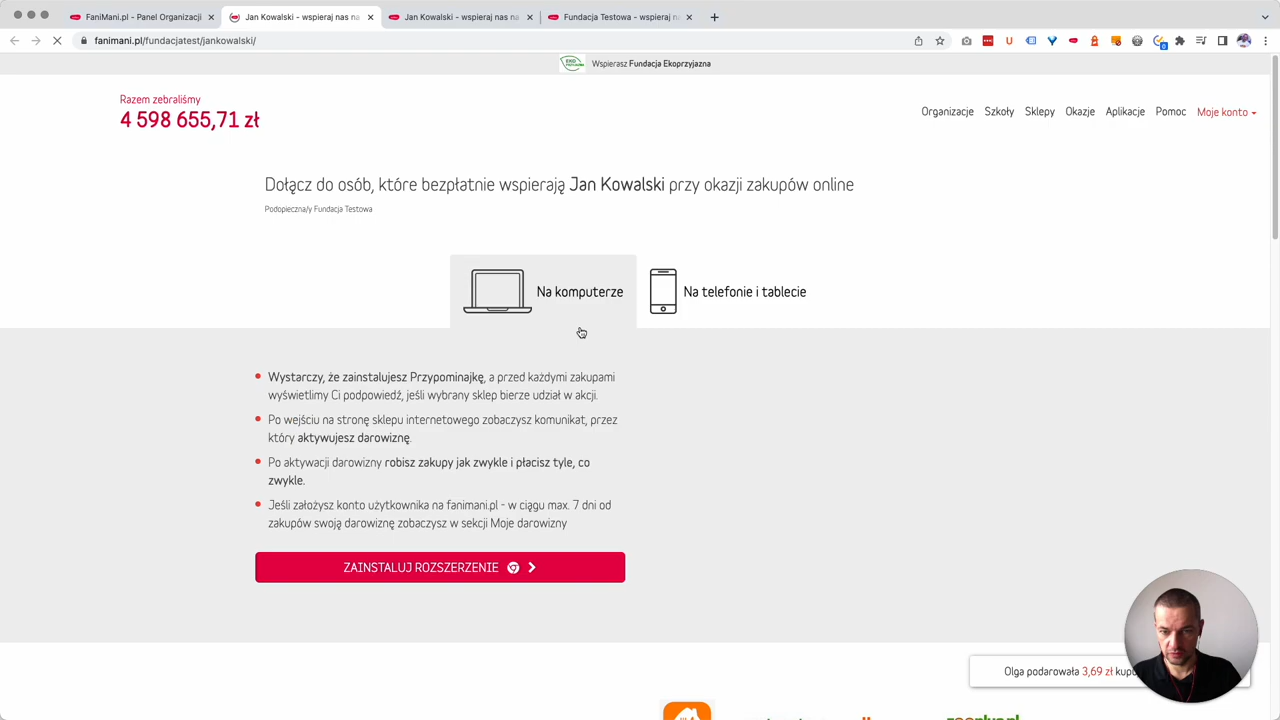 FaniMani.pl - Panel Organizacji
Jan Kowalski - wspieraj nas na
Jan Kowalski - wspieraj nas na
Fundacja Testowa - wspieraj na
fanimani.pl/fundacjatest/jankowalski/
Wspierasz Fundacja Ekoprzyjazna
Razem zebraliśmy
4 598 655,71 zł
Organizacje Szkoły Sklepy Okazje Aplikacje Pomoc Moje konto
Dołącz do osób, które bezpłatnie wspierają Jan Kowalski przy okazji zakupów online
Podopieczna/y Fundacja Testowa
Na komputerze
Na telefonie i tablecie
Wystarczy, że zainstalujesz Przypominajkę, a przed każdymi zakupami
wyświetlimy Ci podpowiedź, jeśli wybrany sklep bierze udział w akcji.
Po wejściu na stronę sklepu internetowego zobaczysz komunikat, przez
który aktywujesz darowiznę.
Po aktywacji darowizny robisz zakupy jak zwykle i płacisz tyle, co
zwykle.
Jeśli założysz konto użytkownika na fanimani.pl - w ciągu max. 7 dni od
zakupów swoją darowiznę zobaczysz w sekcji Moje darowizny
ZAINSTALUJ ROZSZERZENIE
Olga podarowała 3,69 zł kupu